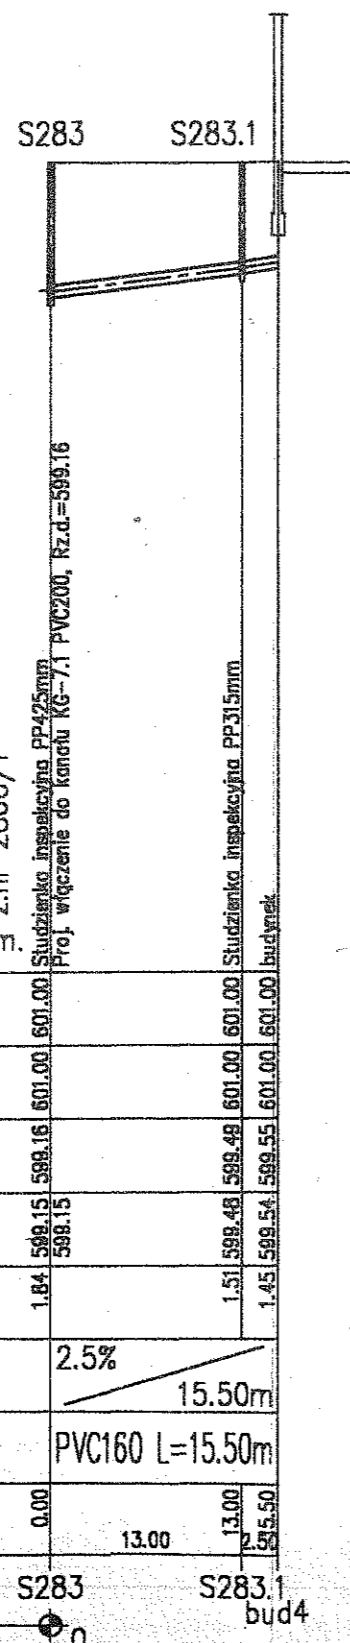 S283 S283.1
m.
Studzienka inspekcyjna PP425mm
Proj. włączenie do kanału KG-7.1 PVC200, Rz.d.=599.16
Studzienka inspekcyjna PP315mm
budynek
601.00 601.00 601.00
601.00 601.00 601.00
599.16 599.49 599.55
599.15 599.48 599.54
599.15
1.84 1.51 1.45
2.5%
15.50m
PVC160 L=15.50m
0.00 13.00 15.50
13.00 2.50
S283 S283.1
bud4
0